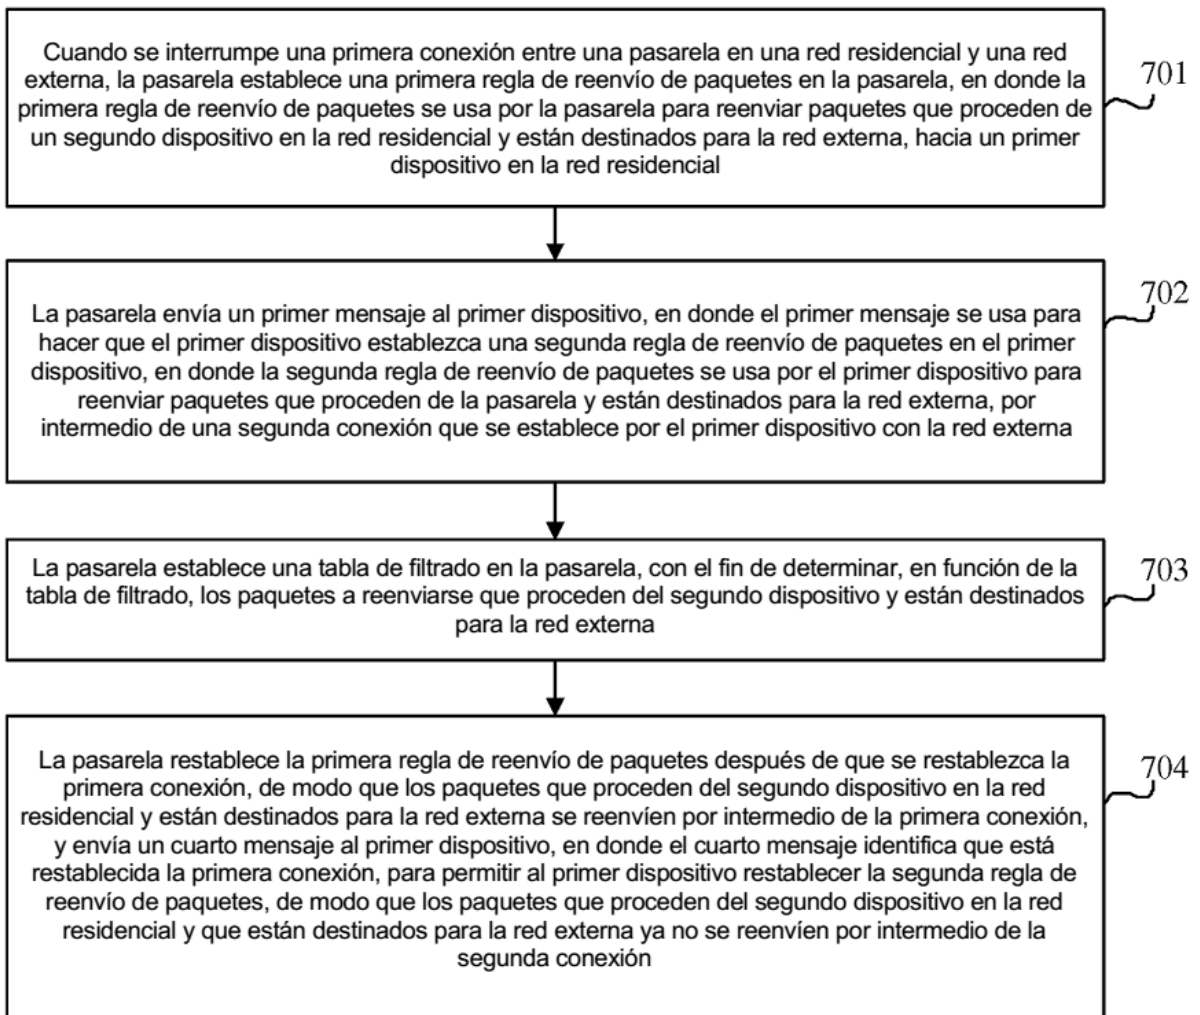 Cuando se interrumpe una primera conexión entre una pasarela en una red residencial y una red
externa, la pasarela establece una primera regla de reenvío de paquetes en la pasarela, en donde la
primera regla de reenvío de paquetes se usa por la pasarela para reenviar paquetes que proceden de
un segundo dispositivo en la red residencial y están destinados para la red externa, hacia un primer
dispositivo en la red residencial
701
La pasarela envía un primer mensaje al primer dispositivo, en donde el primer mensaje se usa para
hacer que el primer dispositivo establezca una segunda regla de reenvío de paquetes en el primer
dispositivo, en donde la segunda regla de reenvío de paquetes se usa por el primer dispositivo para
reenviar paquetes que proceden de la pasarela y están destinados para la red externa, por
intermedio de una segunda conexión que se establece por el primer dispositivo con la red externa
702
La pasarela establece una tabla de filtrado en la pasarela, con el fin de determinar, en función de la
tabla de filtrado, los paquetes a reenviarse que proceden del segundo dispositivo y están destinados
para la red externa
703
La pasarela restablece la primera regla de reenvío de paquetes después de que se restablezca la
primera conexión, de modo que los paquetes que proceden del segundo dispositivo en la red
residencial y están destinados para la red externa se reenvíen por intermedio de la primera conexión,
y envía un cuarto mensaje al primer dispositivo, en donde el cuarto mensaje identifica que está
restablecida la primera conexión, para permitir al primer dispositivo restablecer la segunda regla de
reenvío de paquetes, de modo que los paquetes que proceden del segundo dispositivo en la red
residencial y que están destinados para la red externa ya no se reenvíen por intermedio de la
segunda conexión
704